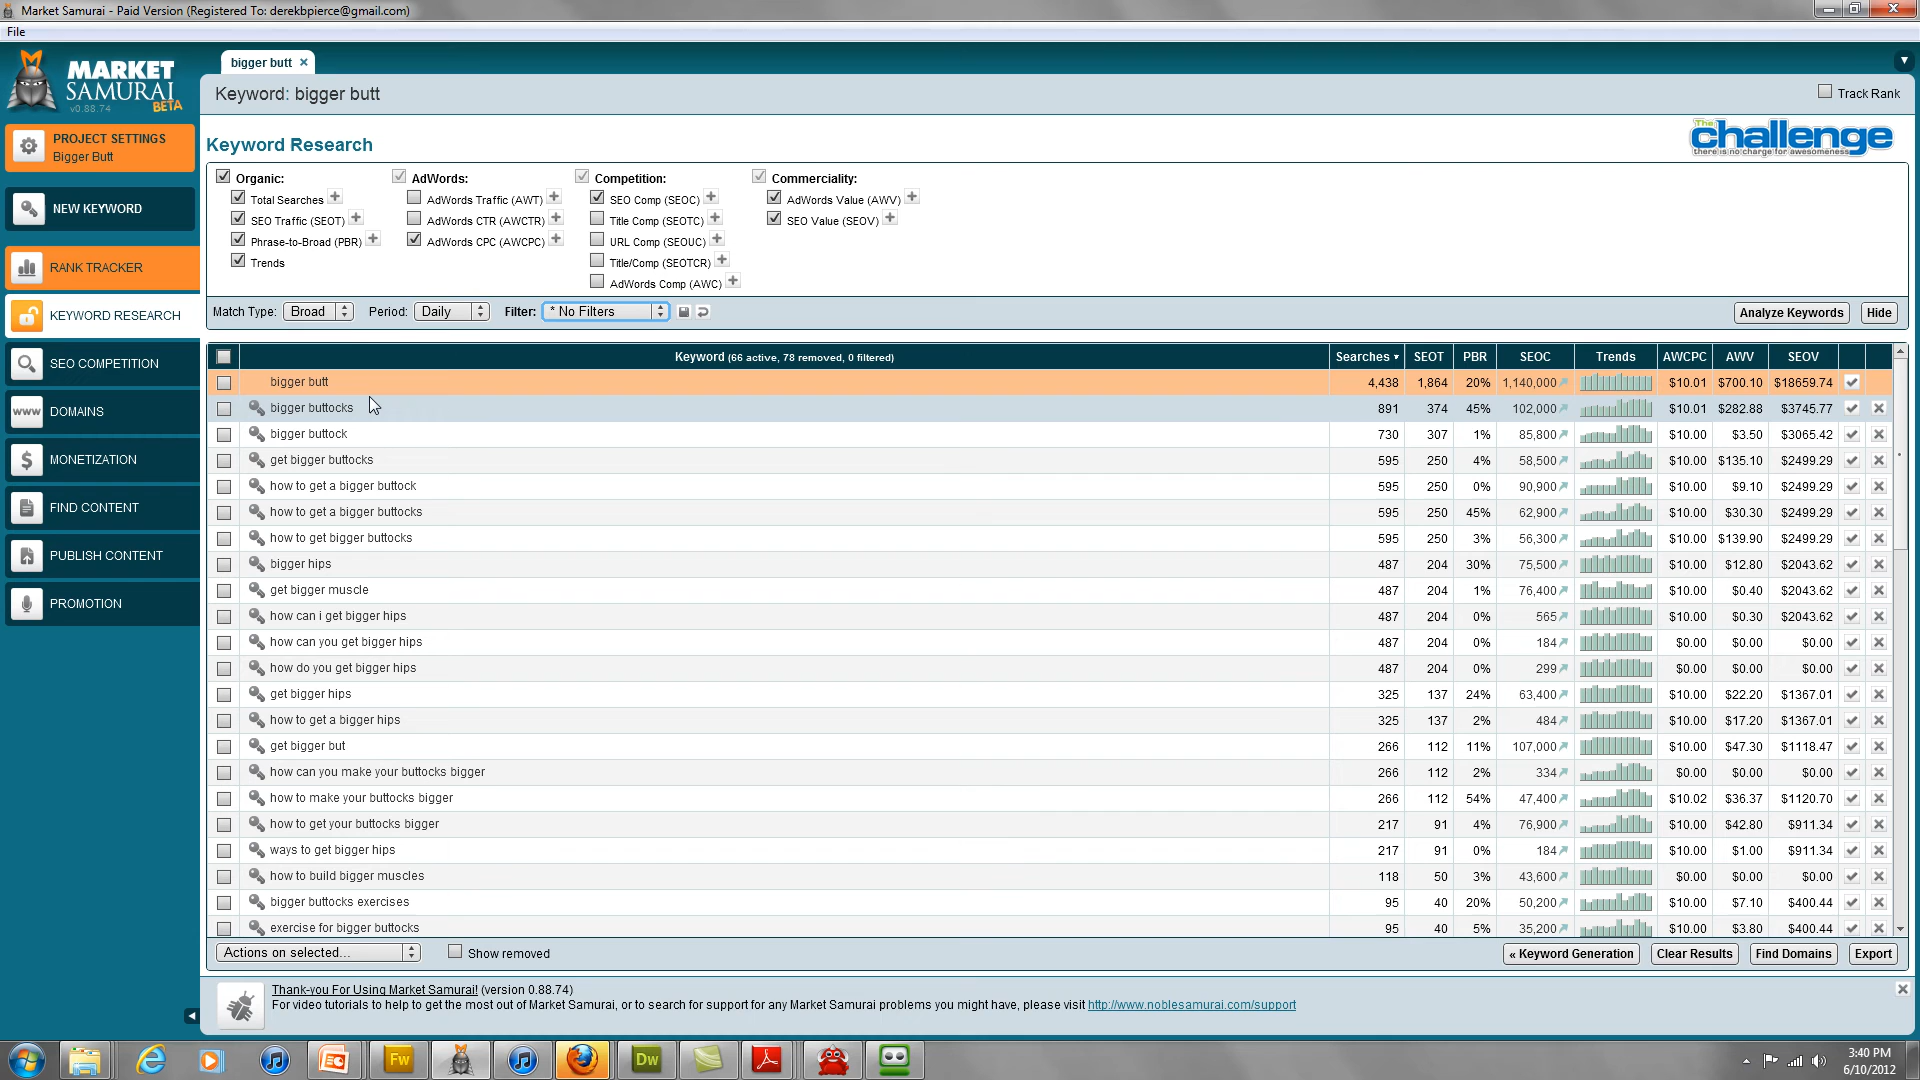 Market Samurai - Paid Version (Registered To: derekbpierce@gmail.com)
File
MARKET SAMURAI
v0.88.74 BETA
bigger butt
Keyword: bigger butt
Track Rank
PROJECT SETTINGS
Bigger Butt
NEW KEYWORD
RANK TRACKER
KEYWORD RESEARCH
SEO COMPETITION
WWW DOMAINS
$ MONETIZATION
FIND CONTENT
PUBLISH CONTENT
PROMOTION
Keyword Research
The challenge
there is no charge for awesomeness
Organic: AdWords: Competition: Commerciality:
Total Searches AdWords Traffic (AWT) SEO Comp (SEOC) AdWords Value (AWV)
SEO Traffic (SEOT) AdWords CTR (AWCTR) Title Comp (SEOTC) SEO Value (SEOV)
Phrase-to-Broad (PBR) AdWords CPC (AWCPC) URL Comp (SEOUC)
Trends Title/Comp (SEOTCR)
AdWords Comp (AWC)
Match Type: Broad Period: Daily Filter: * No Filters Analyze Keywords Hide
Keyword (66 active, 78 removed, 0 filtered) Searches SEOT PBR SEOC Trends AWCPC AWV SEOV
bigger butt 4,438 1,864 20% 1,140,000 $10.01 $700.10 $18659.74
bigger buttocks 891 374 45% 102,000 $10.01 $282.88 $3745.77
bigger buttock 730 307 1% 85,800 $10.00 $3.50 $3065.42
get bigger buttocks 595 250 4% 58,500 $10.00 $135.10 $2499.29
how to get a bigger buttock 595 250 0% 90,900 $10.00 $9.10 $2499.29
how to get a bigger buttocks 595 250 45% 62,900 $10.00 $30.30 $2499.29
how to get bigger buttocks 595 250 3% 56,300 $10.00 $139.90 $2499.29
bigger hips 487 204 30% 75,500 $10.00 $12.80 $2043.62
get bigger muscle 487 204 1% 76,400 $10.00 $0.40 $2043.62
how can i get bigger hips 487 204 0% 565 $10.00 $0.30 $2043.62
how can you get bigger hips 487 204 0% 184 $0.00 $0.00 $0.00
how do you get bigger hips 487 204 0% 299 $0.00 $0.00 $0.00
get bigger hips 325 137 24% 63,400 $10.00 $22.20 $1367.01
how to get a bigger hips 325 137 2% 484 $10.00 $17.20 $1367.01
get bigger but 266 112 11% 107,000 $10.00 $47.30 $1118.47
how can you make your buttocks bigger 266 112 2% 334 $0.00 $0.00 $0.00
how to make your buttocks bigger 266 112 54% 47,400 $10.02 $36.37 $1120.70
how to get your buttocks bigger 217 91 4% 76,900 $10.00 $42.80 $911.34
ways to get bigger hips 217 91 0% 184 $10.00 $1.00 $911.34
how to build bigger muscles 118 50 3% 43,600 $0.00 $0.00 $0.00
bigger buttocks exercises 95 40 20% 50,200 $10.00 $7.10 $400.44
exercise for bigger buttocks 95 40 5% 35,200 $10.00 $3.80 $400.44
Actions on selected... Show removed « Keyword Generation Clear Results Find Domains Export
Thank-you For Using Market Samurai! (version 0.88.74)
For video tutorials to help to get the most out of Market Samurai, or to search for support for any Market Samurai problems you might have, please visit http://www.noblesamurai.com/support
Fw Dw
3:40 PM
6/10/2012